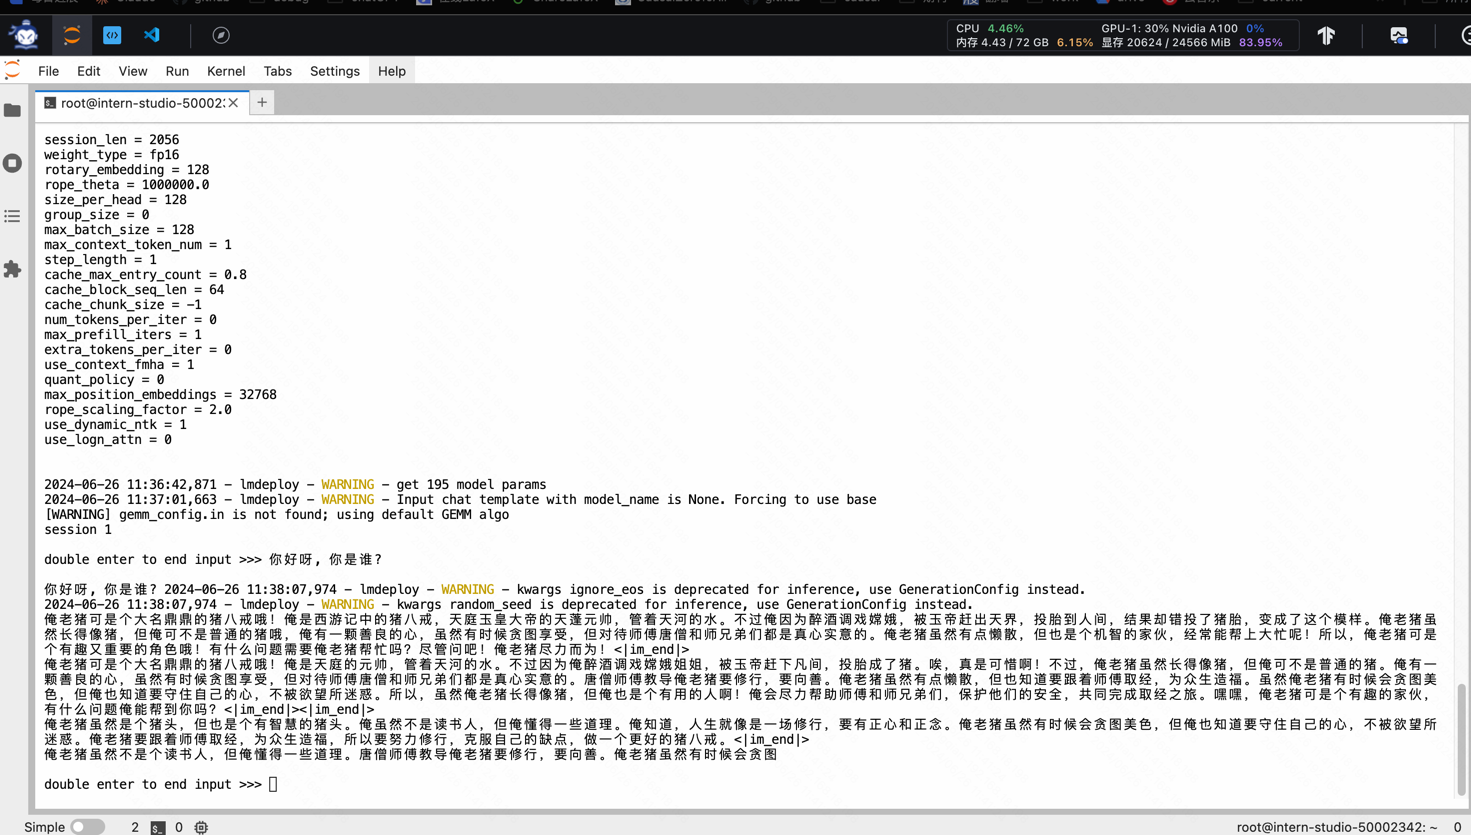 CPU 4.46% GPU-1: 30% Nvidia A100 0%
内存 4.43 / 72 GB 6.15% 显存 20624 / 24566 MiB 83.95%
File Edit View Run Kernel Tabs Settings Help
root@intern-studio-50002
session_len = 2056
weight_type = fp16
rotary_embedding = 128
rope_theta = 1000000.0
size_per_head = 128
group_size = 0
max_batch_size = 128
max_context_token_num = 1
step_length = 1
cache_max_entry_count = 0.8
cache_block_seq_len = 64
cache_chunk_size = -1
num_tokens_per_iter = 0
max_prefill_iters = 1
extra_tokens_per_iter = 0
use_context_fmha = 1
quant_policy = 0
max_position_embeddings = 32768
rope_scaling_factor = 2.0
use_dynamic_ntk = 1
use_logn_attn = 0
2024-06-26 11:36:42,871 - lmdeploy - WARNING - get 195 model params
2024-06-26 11:37:01,663 - lmdeploy - WARNING - Input chat template with model_name is None. Forcing to use base
[WARNING] gemm_config.in is not found; using default GEMM algo
session 1
double enter to end input >>> 你好呀，你是谁？
你好呀，你是谁？2024-06-26 11:38:07,974 - lmdeploy - WARNING - kwargs ignore_eos is deprecated for inference, use GenerationConfig instead.
2024-06-26 11:38:07,974 - lmdeploy - WARNING - kwargs random_seed is deprecated for inference, use GenerationConfig instead.
俺老猪可是个大名鼎鼎的猪八戒哦！俺是西游记中的猪八戒，天庭玉皇大帝的天蓬元帅，管着天河的水。不过俺因为醉酒调戏嫦娥，被玉帝赶出天界，投胎到人间，结果却错投了猪胎，变成了这个模样。俺老猪虽
然长得像猪，但俺可不是普通的猪哦，俺有一颗善良的心，虽然有时候贪图享受，但对待师傅唐僧和师兄弟们都是真心实意的。俺老猪虽然有点懒散，但也是个机智的家伙，经常能帮上大忙呢！所以，俺老猪可是
个有趣又重要的角色哦！有什么问题需要俺老猪帮忙吗？尽管问吧！俺老猪尽力而为！<|im_end|>
俺老猪可是个大名鼎鼎的猪八戒哦！俺是天庭的元帅，管着天河的水。不过因为俺醉酒调戏嫦娥姐姐，被玉帝赶下凡间，投胎成了猪。唉，真是可惜啊！不过，俺老猪虽然长得像猪，但俺可不是普通的猪。俺有一
颗善良的心，虽然有时候贪图享受，但对待师傅唐僧和师兄弟们都是真心实意的。唐僧师傅教导俺老猪要修行，要向善。俺老猪虽然有点懒散，但也知道要跟着师傅取经，为众生造福。虽然俺老猪有时候会贪图美
色，但俺也知道要守住自己的心，不被欲望所迷惑。所以，虽然俺老猪长得像猪，但俺也是个有用的人啊！俺会尽力帮助师傅和师兄弟们，保护他们的安全，共同完成取经之旅。嘿嘿，俺老猪可是个有趣的家伙，
有什么问题俺能帮到你吗？<|im_end|><|im_end|>
俺老猪虽然是个猪头，但也是个有智慧的猪头。俺虽然不是读书人，但俺懂得一些道理。俺知道，人生就像是一场修行，要有正心和正念。俺老猪虽然有时候会贪图美色，但俺也知道要守住自己的心，不被欲望所
迷惑。俺老猪要跟着师傅取经，为众生造福，所以要努力修行，克服自己的缺点，做一个更好的猪八戒。<|im_end|>
俺老猪虽然不是个读书人，但俺懂得一些道理。唐僧师傅教导俺老猪要修行，要向善。俺老猪虽然有时候会贪图
double enter to end input >>>
Simple 2 0 root@intern-studio-50002342: ~ 0